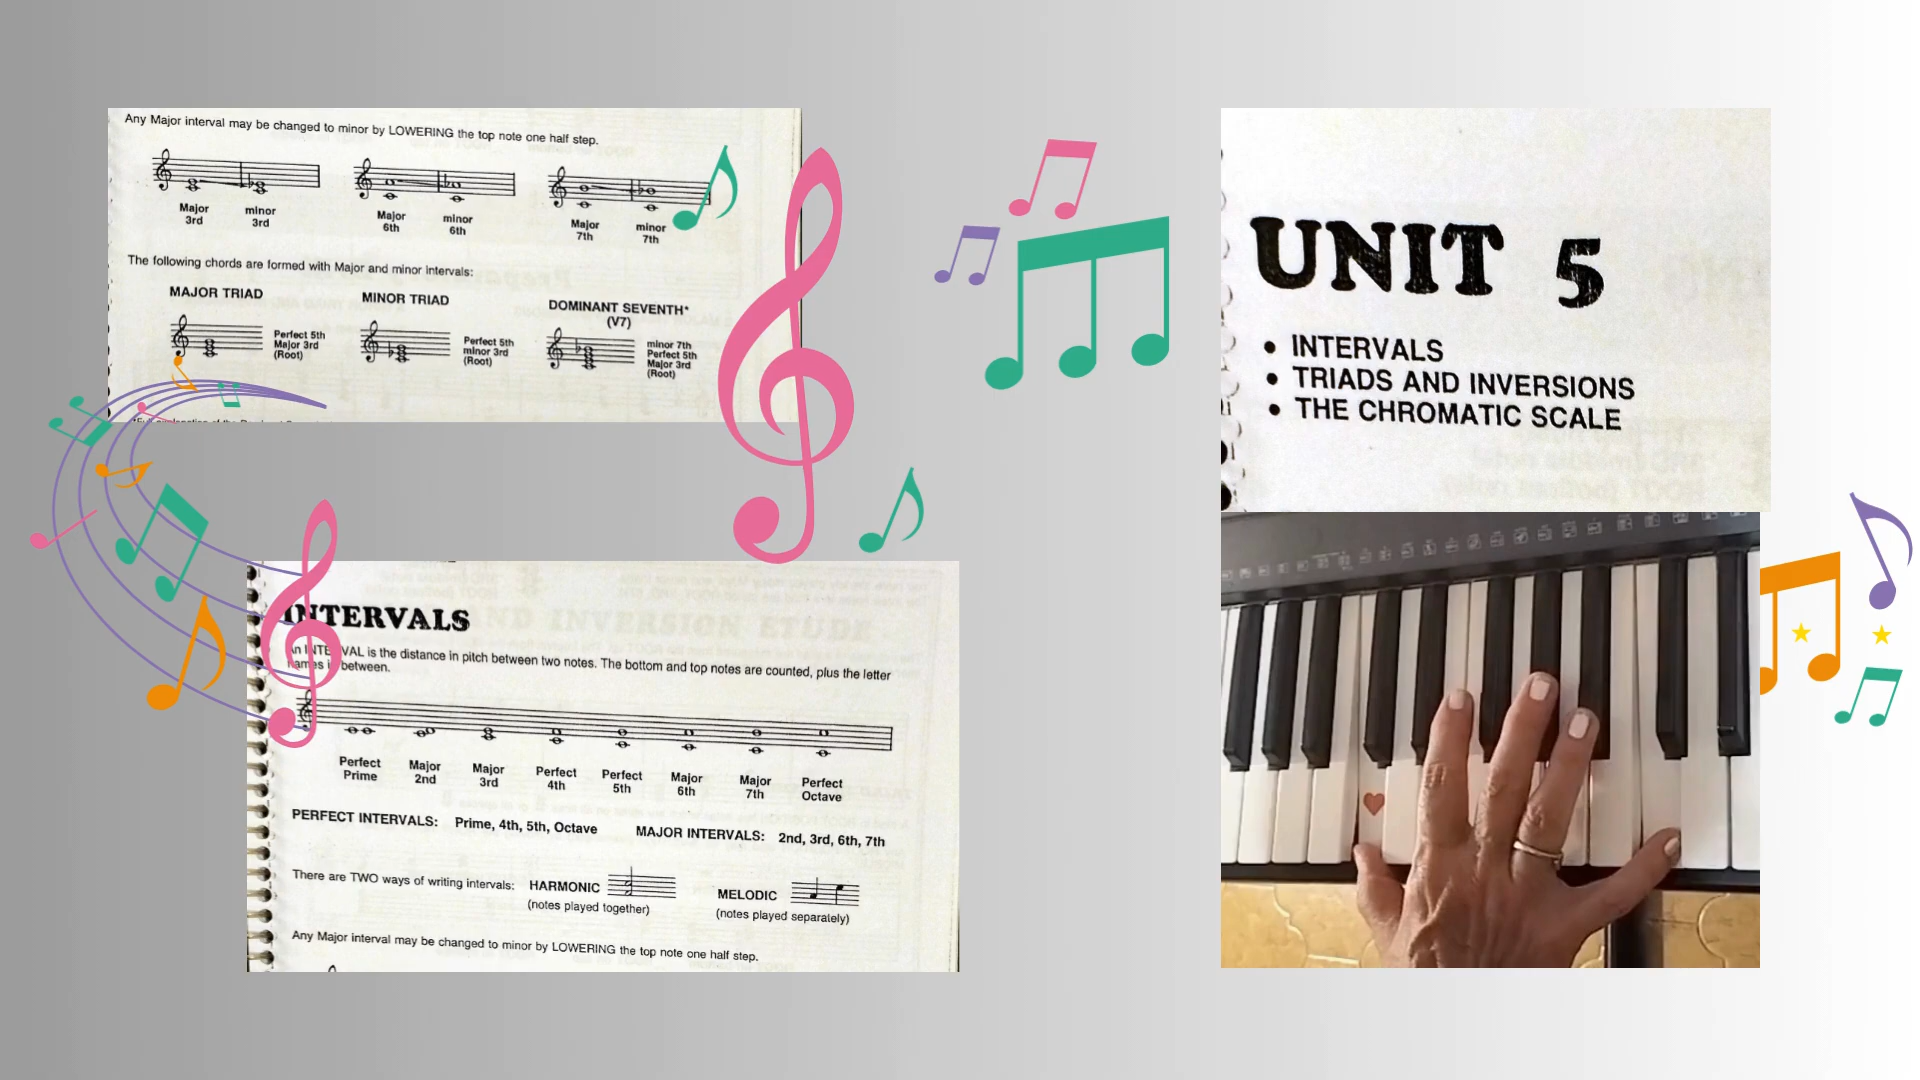 Any Major interval may be changed to minor by LOWERING the top note one half step.
Major 3rd
minor 3rd
Major 6th
minor 6th
Major 7th
minor 7th
The following chords are formed with Major and minor intervals:
MAJOR TRIAD
Perfect 5th
Major 3rd
(Root)
MINOR TRIAD
Perfect 5th
minor 3rd
(Root)
DOMINANT SEVENTH*
(V7)
minor 7th
Perfect 5th
Major 3rd
(Root)
UNIT 5
• INTERVALS
• TRIADS AND INVERSIONS
• THE CHROMATIC SCALE
INTERVALS
An INTERVAL is the distance in pitch between two notes. The bottom and top notes are counted, plus the letter
names in between.
Perfect Prime
Major 2nd
Major 3rd
Perfect 4th
Perfect 5th
Major 6th
Major 7th
Perfect Octave
PERFECT INTERVALS: Prime, 4th, 5th, Octave MAJOR INTERVALS: 2nd, 3rd, 6th, 7th
There are TWO ways of writing intervals: HARMONIC MELODIC
(notes played together) (notes played separately)
Any Major interval may be changed to minor by LOWERING the top note one half step.